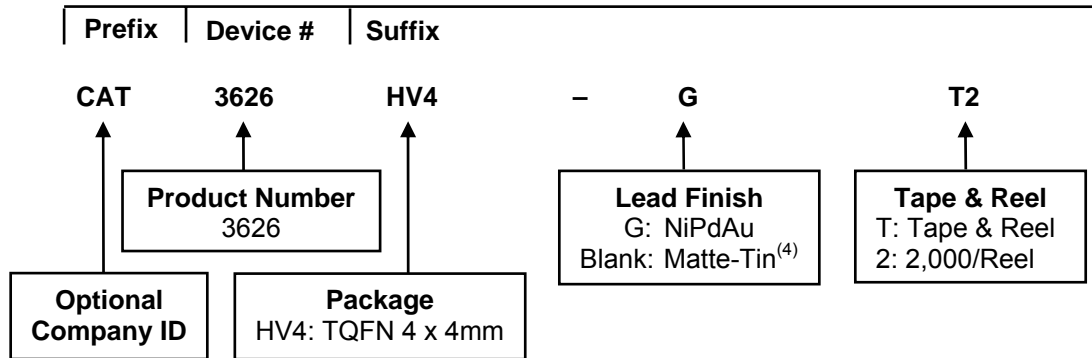 Prefix Device # Suffix
CAT 3626 HV4 – G T2
Product Number
3626
Lead Finish
G: NiPdAu
Blank: Matte-Tin(4)
Tape & Reel
T: Tape & Reel
2: 2,000/Reel
Optional
Company ID
Package
HV4: TQFN 4 x 4mm